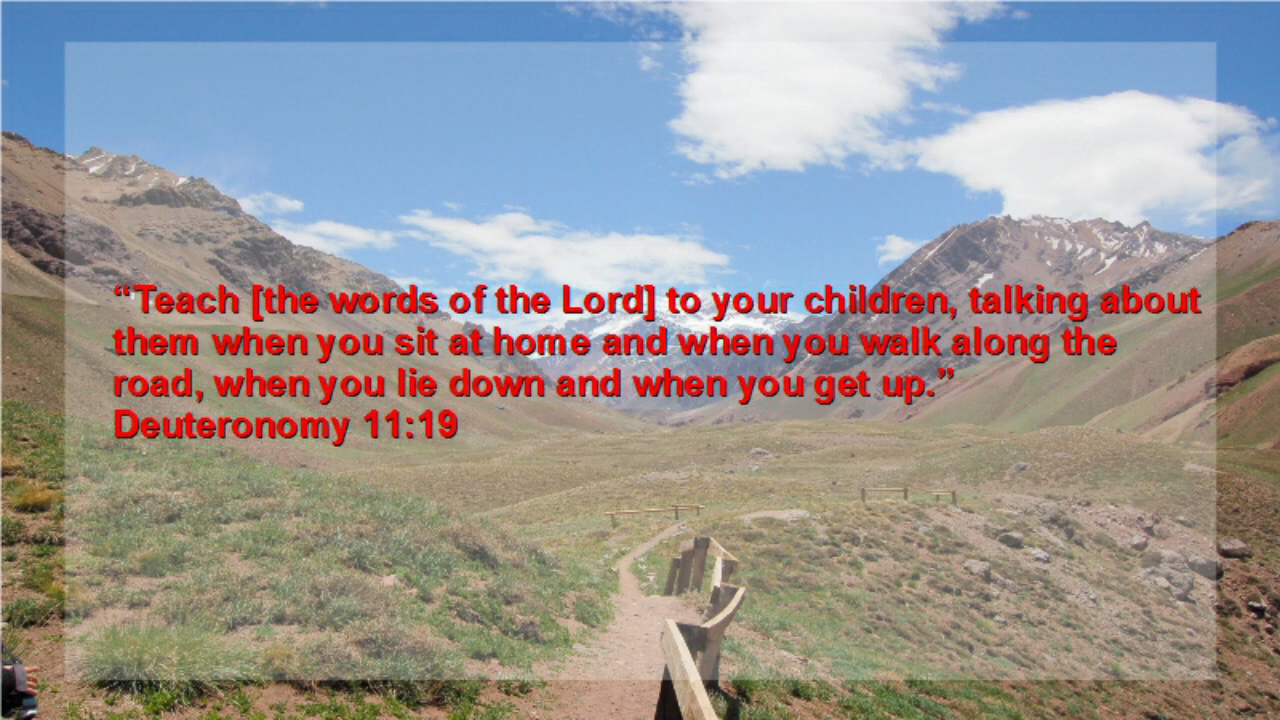 “Teach [the words of the Lord] to your children, talking about
them when you sit at home and when you walk along the
road, when you lie down and when you get up.”
Deuteronomy 11:19